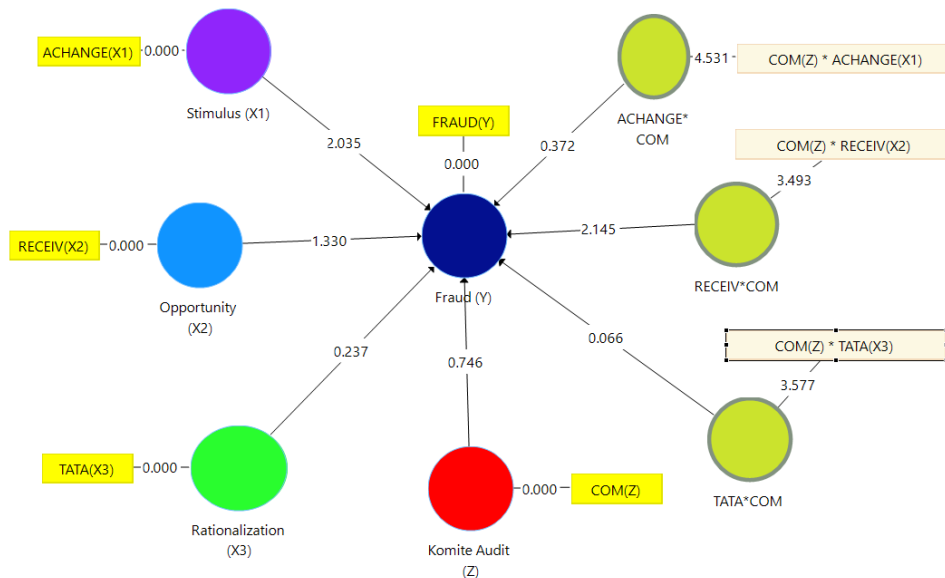 ACHANGE(X1)
0.000
Stimulus (X1)
2.035
FRAUD(Y)
0.000
4.531
COM(Z) * ACHANGE(X1)
ACHANGE*
COM
0.372
COM(Z) * RECEIV(X2)
3.493
RECEIV(X2)
0.000
1.330
2.145
Opportunity
(X2)
Fraud (Y)
RECEIV*COM
0.237
0.746
0.066
COM(Z) * TATA(X3)
3.577
TATA(X3)
0.000
Rationalization
(X3)
0.000
COM(Z)
Komite Audit
(Z)
TATA*COM